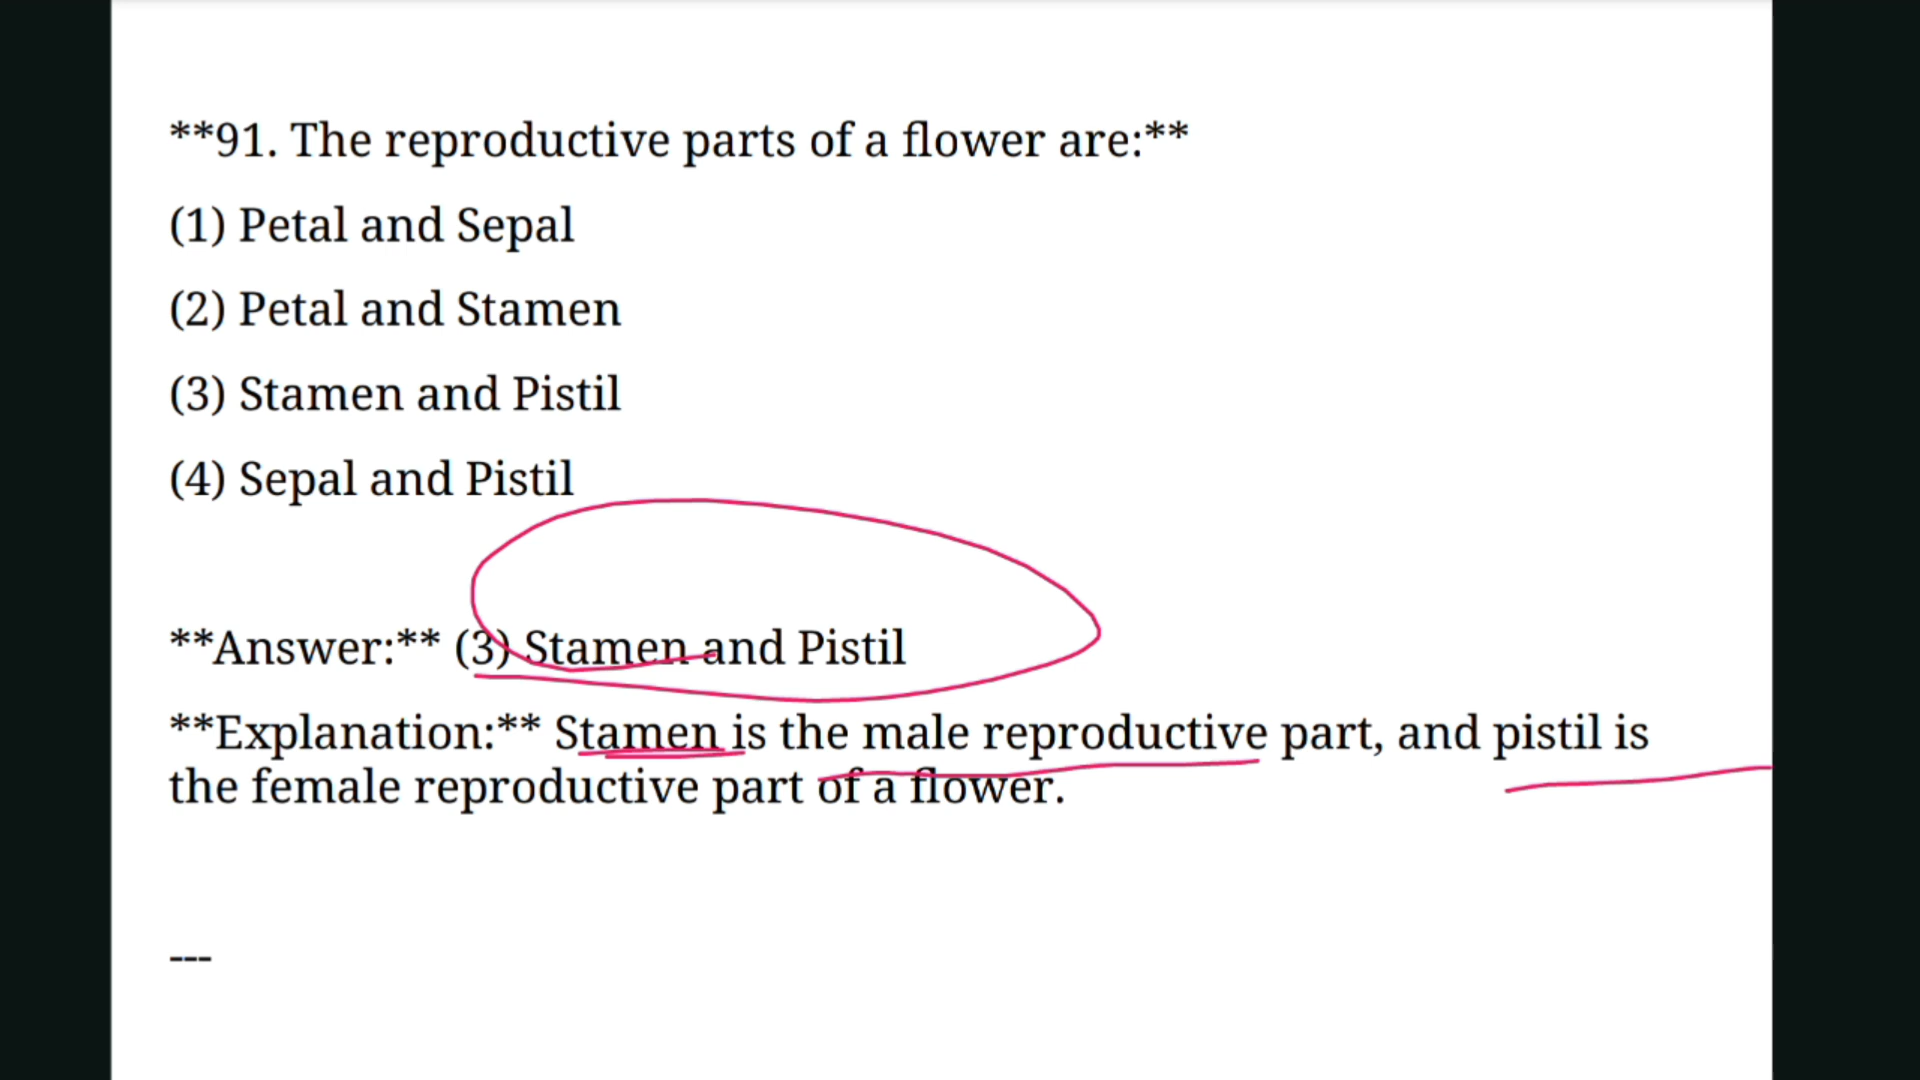 **91. The reproductive parts of a flower are:**
(1) Petal and Sepal
(2) Petal and Stamen
(3) Stamen and Pistil
(4) Sepal and Pistil
**Answer:** (3) Stamen and Pistil
**Explanation:** Stamen is the male reproductive part, and pistil is
the female reproductive part of a flower.
---